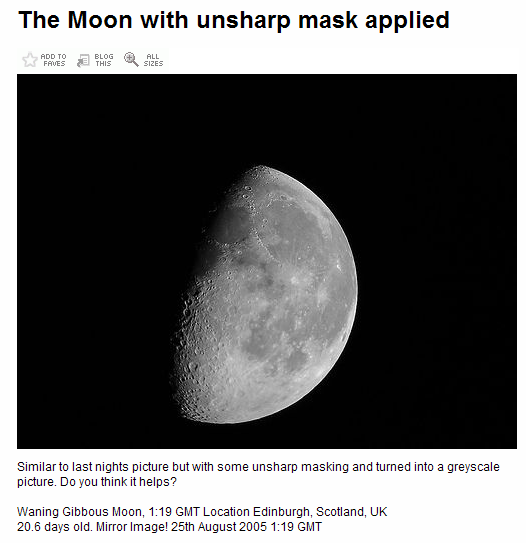 The Moon with unsharp mask applied
ADD TO FAVES
BLOG THIS
ALL SIZES
Similar to last nights picture but with some unsharp masking and turned into a greyscale
picture. Do you think it helps?
Waning Gibbous Moon, 1:19 GMT Location Edinburgh, Scotland, UK
20.6 days old. Mirror Image! 25th August 2005 1:19 GMT